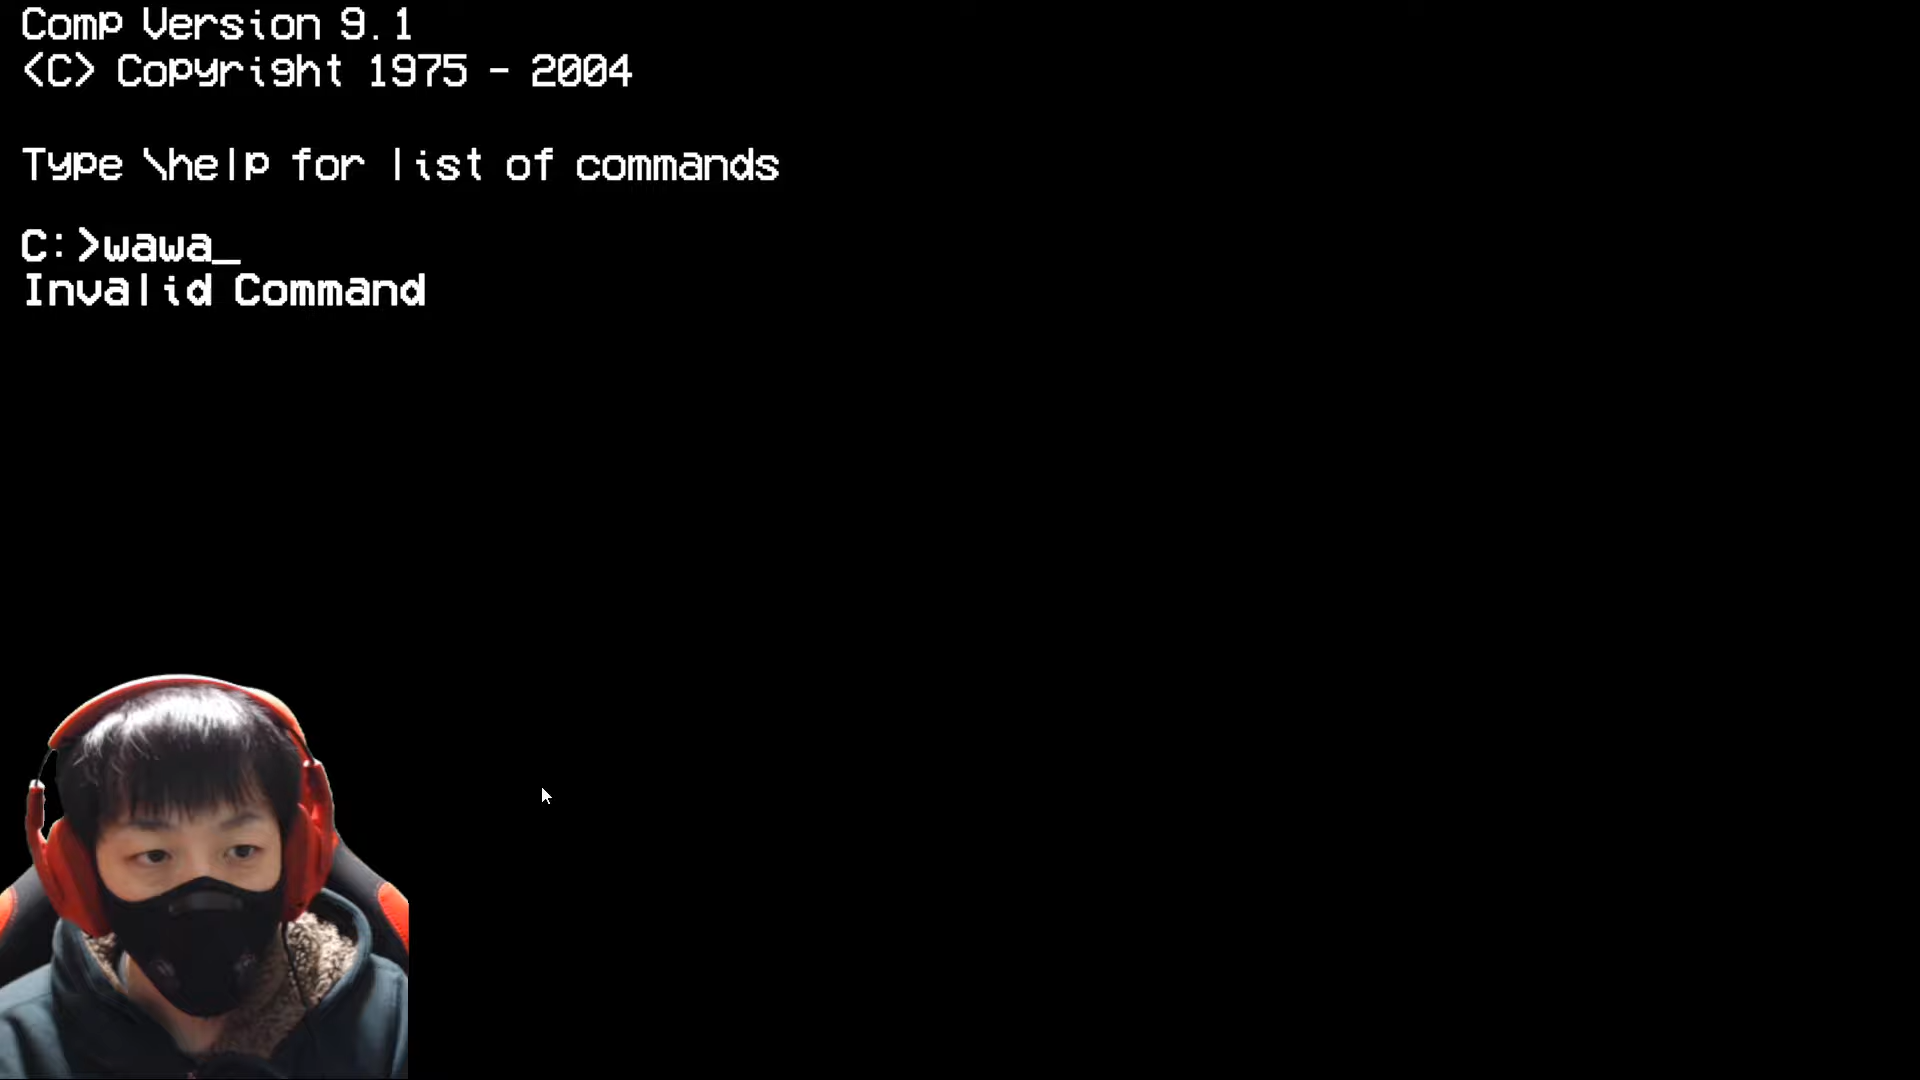 Comp Version 9.1
<C> Copyright 1975 - 2004
Type \help for list of commands
C:>wawa_
Invalid Command